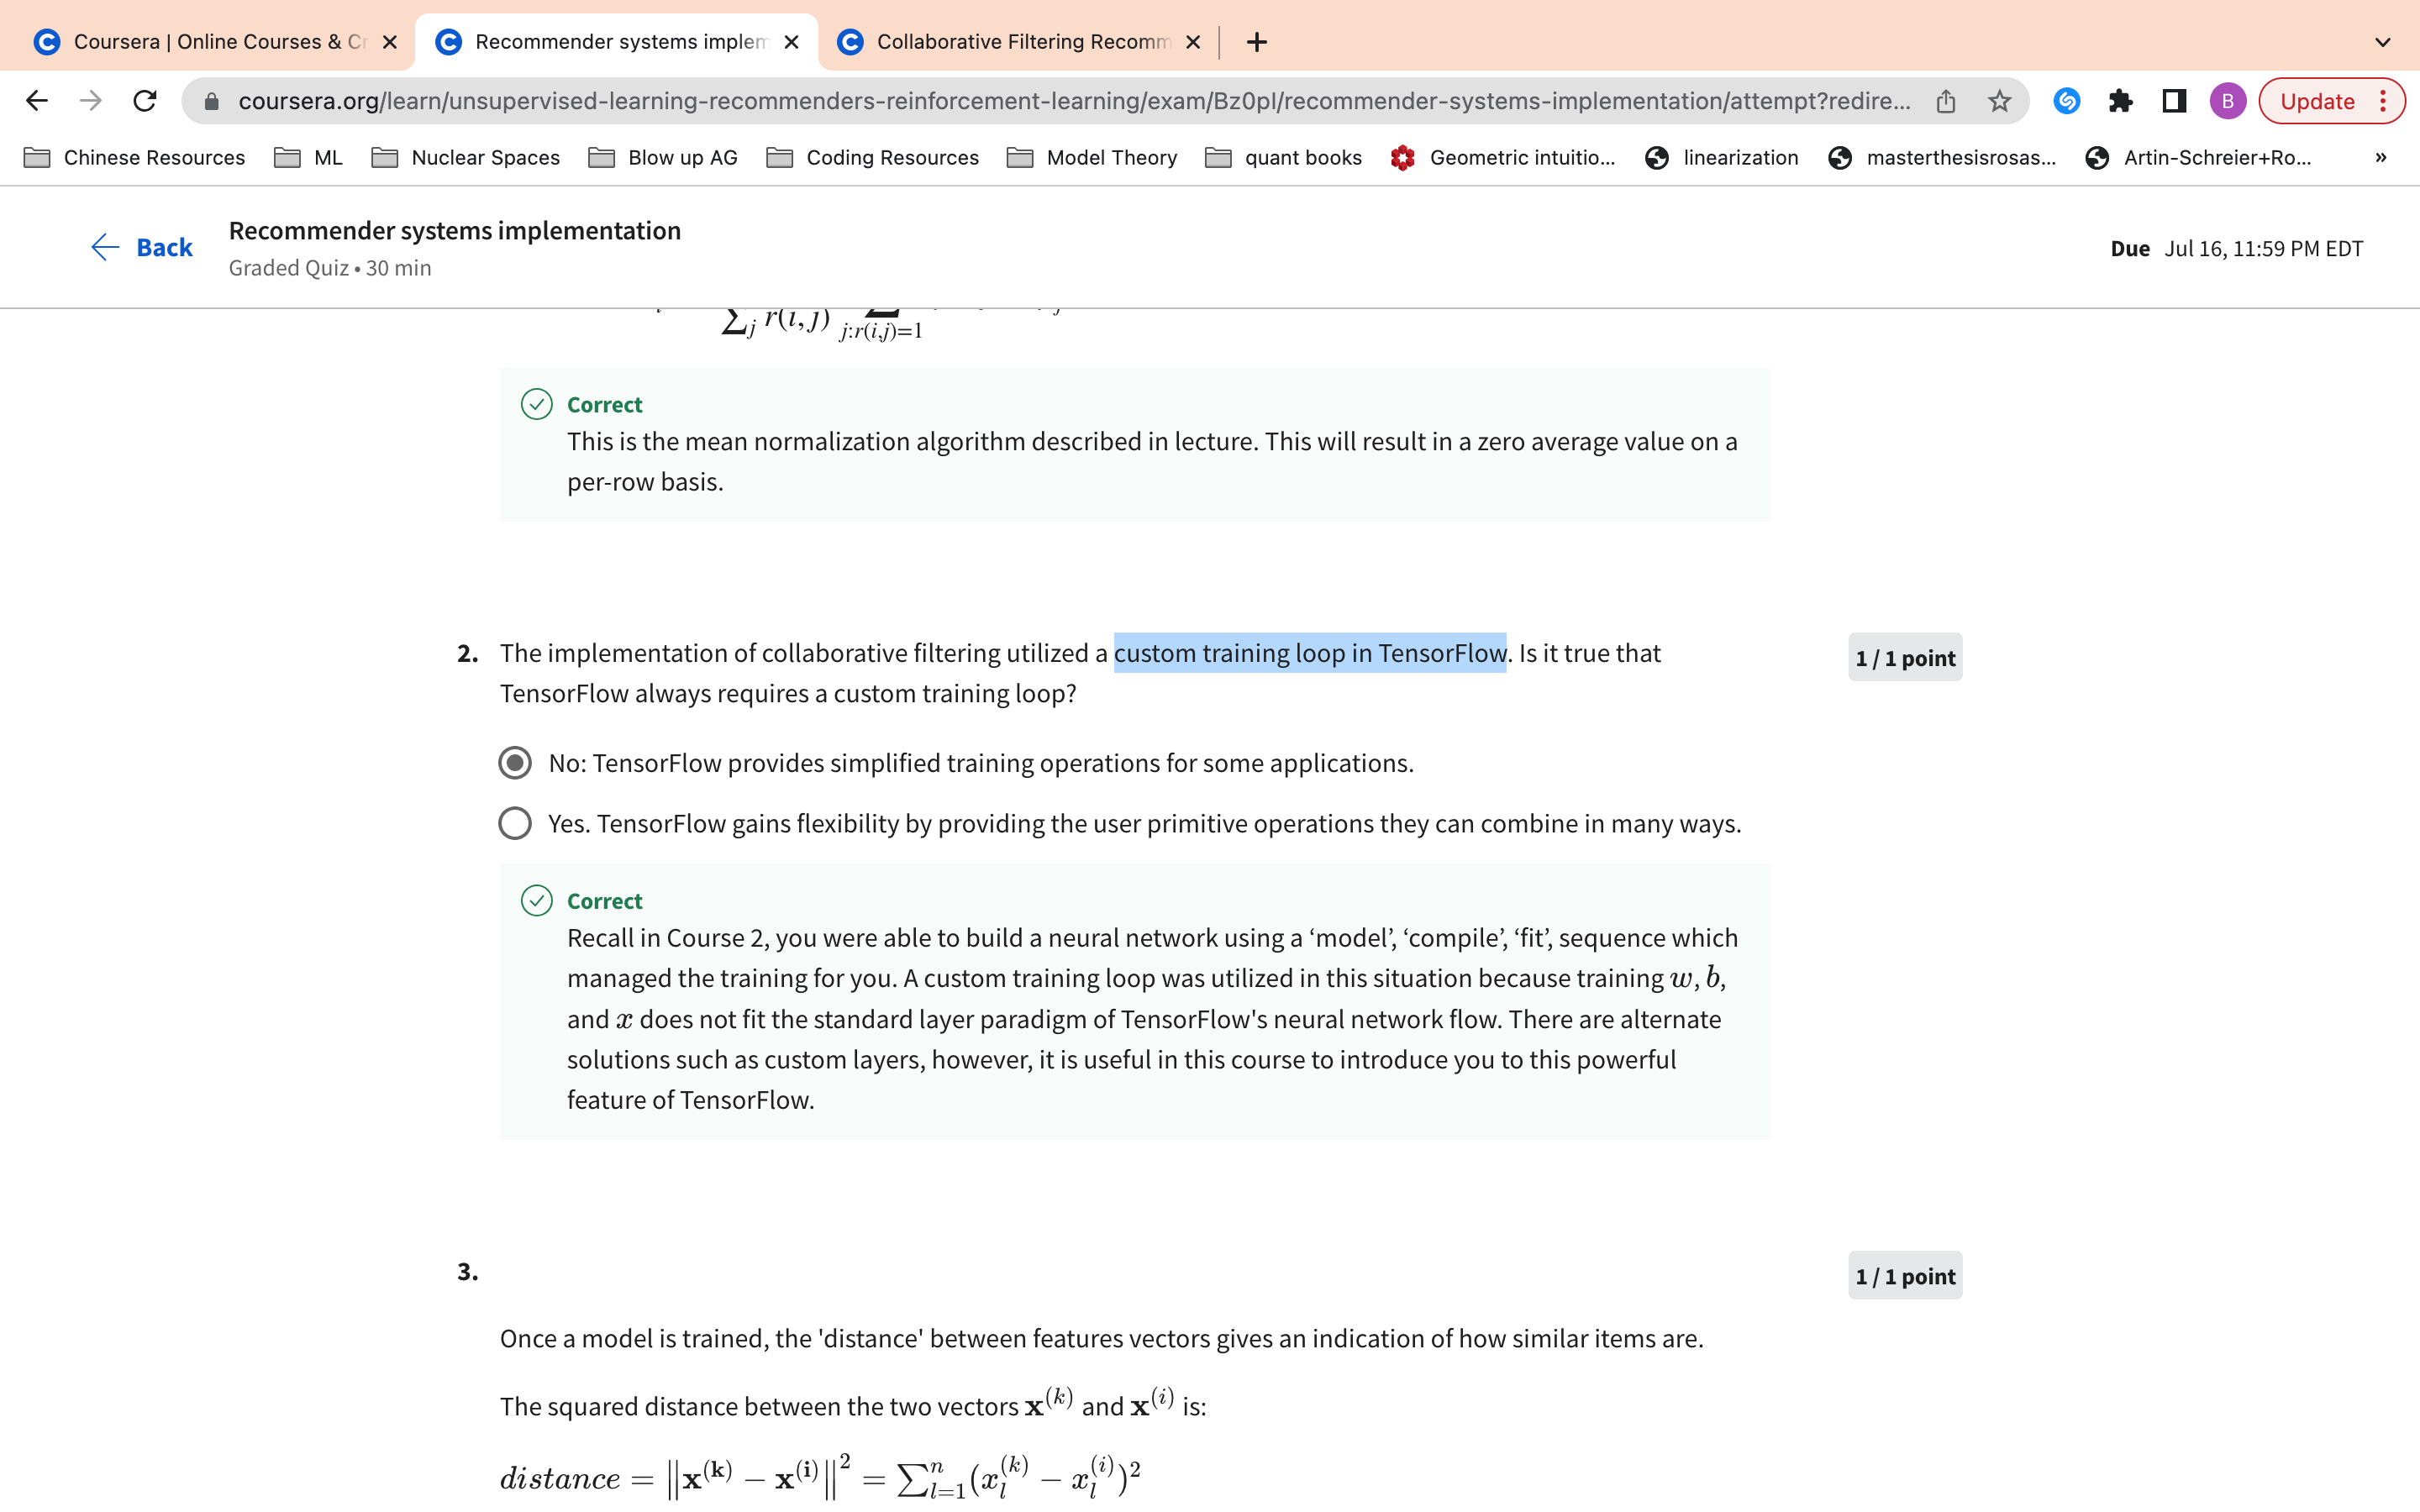 Coursera | Online Courses & Cr
Recommender systems implem
Collaborative Filtering Recomm
coursera.org/learn/unsupervised-learning-recommenders-reinforcement-learning/exam/Bz0pI/recommender-systems-implementation/attempt?redire...
B
Update
Chinese Resources
ML
Nuclear Spaces
Blow up AG
Coding Resources
Model Theory
quant books
Geometric intuitio...
linearization
masterthesisrosas...
Artin-Schreier+Ro...
»
Back
Recommender systems implementation
Graded Quiz • 30 min
Due Jul 16, 11:59 PM EDT
∑j r(i,j) j:r(i,j)=1
Correct
This is the mean normalization algorithm described in lecture. This will result in a zero average value on a
per-row basis.
2. The implementation of collaborative filtering utilized a custom training loop in TensorFlow. Is it true that
TensorFlow always requires a custom training loop?
1 / 1 point
No: TensorFlow provides simplified training operations for some applications.
Yes. TensorFlow gains flexibility by providing the user primitive operations they can combine in many ways.
Correct
Recall in Course 2, you were able to build a neural network using a ‘model’, ‘compile’, ‘fit’, sequence which
managed the training for you. A custom training loop was utilized in this situation because training w, b,
and x does not fit the standard layer paradigm of TensorFlow's neural network flow. There are alternate
solutions such as custom layers, however, it is useful in this course to introduce you to this powerful
feature of TensorFlow.
3.
1 / 1 point
Once a model is trained, the 'distance' between features vectors gives an indication of how similar items are.
The squared distance between the two vectors x^(k) and x^(i) is:
distance = ||x^(k) − x^(i)||^2 = ∑_{l=1}^{n} (x_l^(k) − x_l^(i))^2